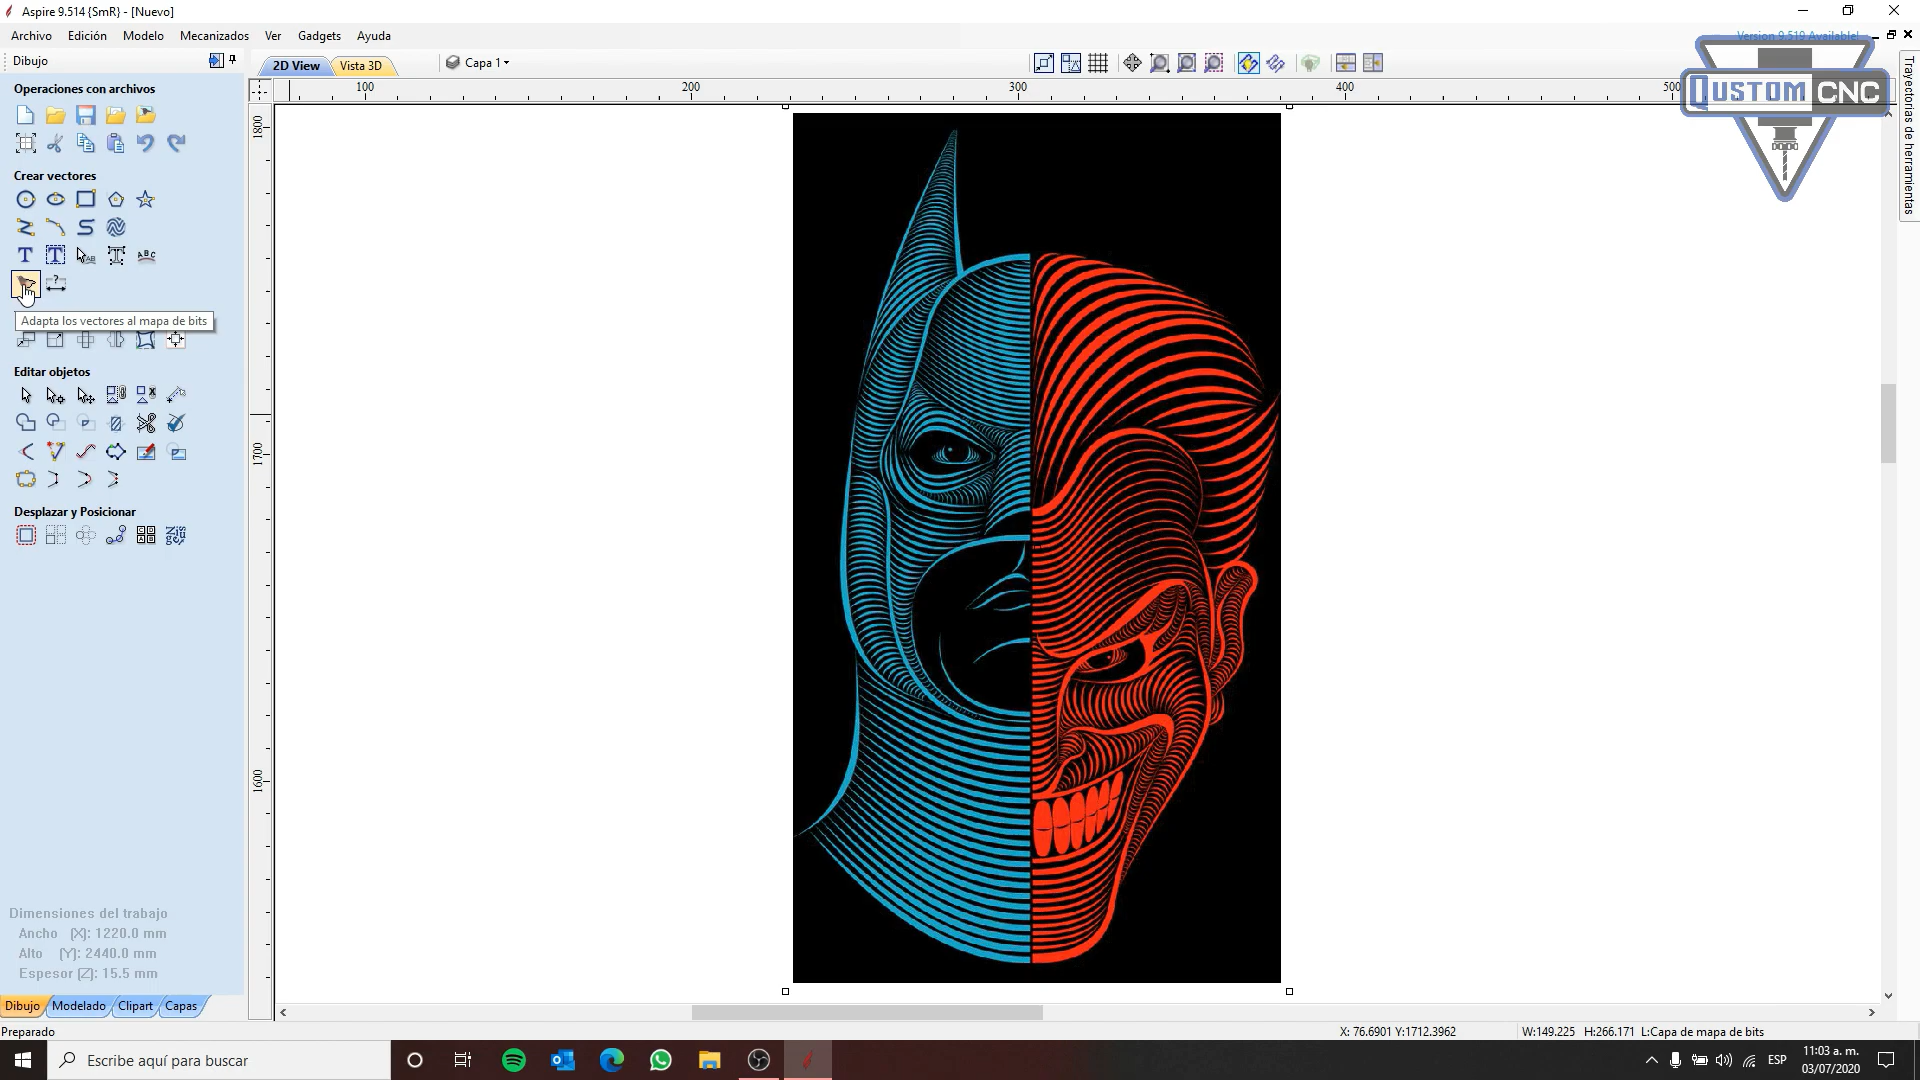 Aspire 9.514 {SmR} - [Nuevo]
Archivo Edición Modelo Mecanizados Ver Gadgets Ayuda
Version 9.519 Available!
Dibujo
2D View Vista 3D Capa 1
Operaciones con archivos
100 200 300 400 500
QUSTOM CNC
Trayectorias de herramientas
1800
Crear vectores
Adapta los vectores al mapa de bits
Editar objetos
1700
Desplazar y Posicionar
1600
Dimensiones del trabajo
Ancho (X): 1220.0 mm
Alto (Y): 2440.0 mm
Espesor (Z): 15.5 mm
Dibujo Modelado Clipart Capas
Preparado
X: 76.6901 Y:1712.3962
W:149.225 H:266.171 L:Capa de mapa de bits
Escribe aquí para buscar
ESP
11:03 a. m.
03/07/2020